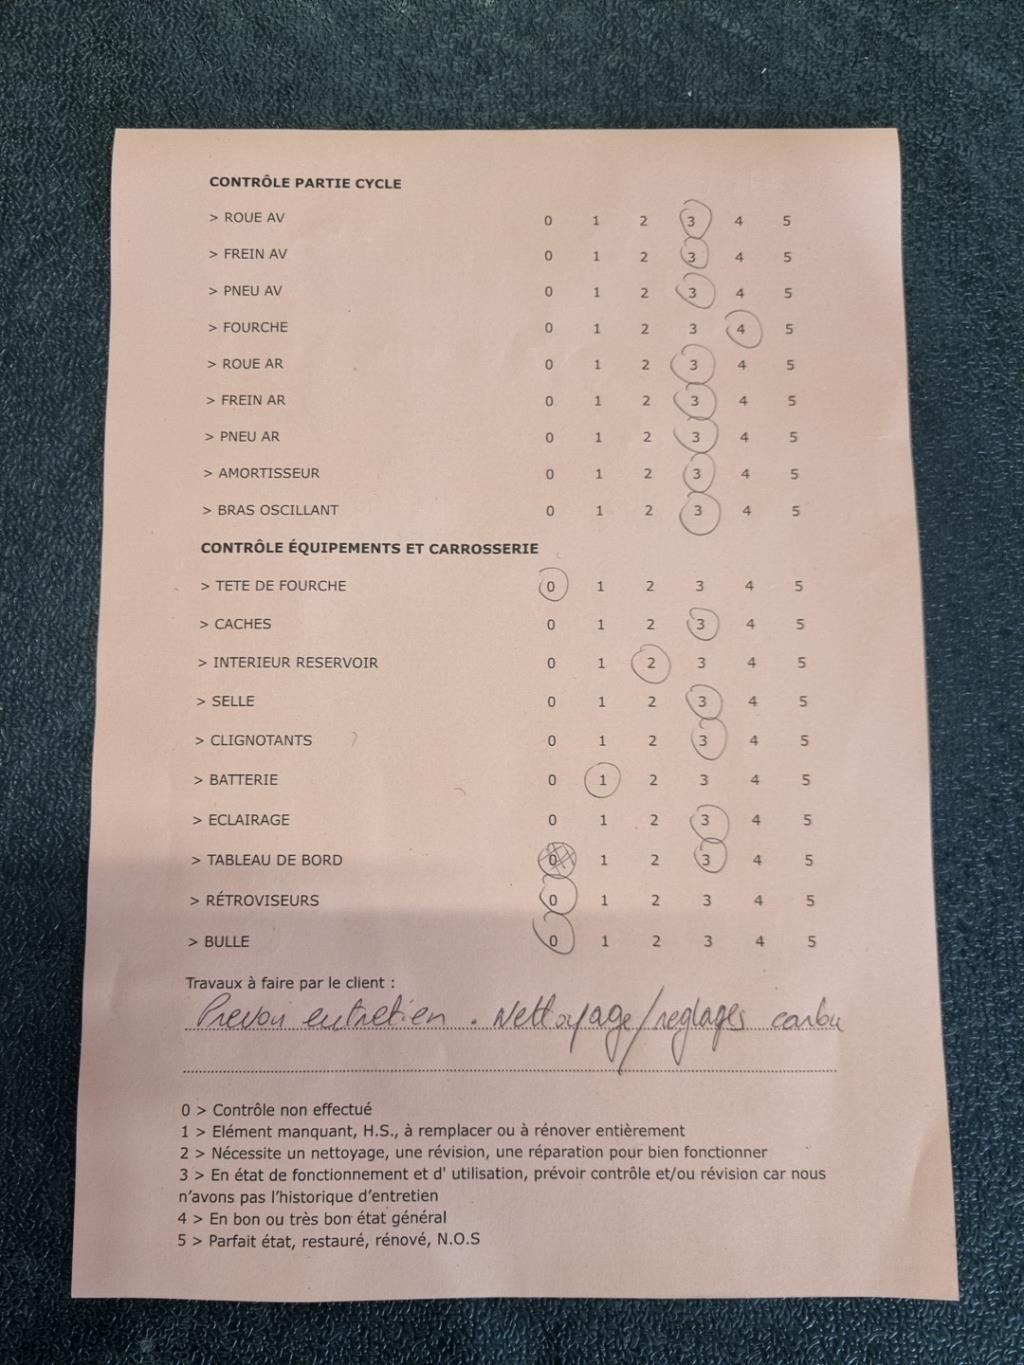 CONTRÔLE PARTIE CYCLE
> ROUE AV 0 1 2 3 4 5
> FREIN AV 0 1 2 3 4 5
> PNEU AV 0 1 2 3 4 5
> FOURCHE 0 1 2 3 4 5
> ROUE AR 0 1 2 3 4 5
> FREIN AR 0 1 2 3 4 5
> PNEU AR 0 1 2 3 4 5
> AMORTISSEUR 0 1 2 3 4 5
> BRAS OSCILLANT 0 1 2 3 4 5
CONTRÔLE ÉQUIPEMENTS ET CARROSSERIE
> TETE DE FOURCHE 0 1 2 3 4 5
> CACHES 0 1 2 3 4 5
> INTERIEUR RESERVOIR 0 1 2 3 4 5
> SELLE 0 1 2 3 4 5
> CLIGNOTANTS ? 0 1 2 3 4 5
> BATTERIE 0 1 2 3 4 5
> ECLAIRAGE 0 1 2 3 4 5
> TABLEAU DE BORD 0 1 2 3 4 5
> RÉTROVISEURS 0 1 2 3 4 5
> BULLE 0 1 2 3 4 5
Travaux à faire par le client :
Prevoir entretien . Nettoyage/reglages carbu
0 > Contrôle non effectué
1 > Elément manquant, H.S., à remplacer ou à rénover entièrement
2 > Nécessite un nettoyage, une révision, une réparation pour bien fonctionner
3 > En état de fonctionnement et d' utilisation, prévoir contrôle et/ou révision car nous
n'avons pas l'historique d'entretien
4 > En bon ou très bon état général
5 > Parfait état, restauré, rénové, N.O.S